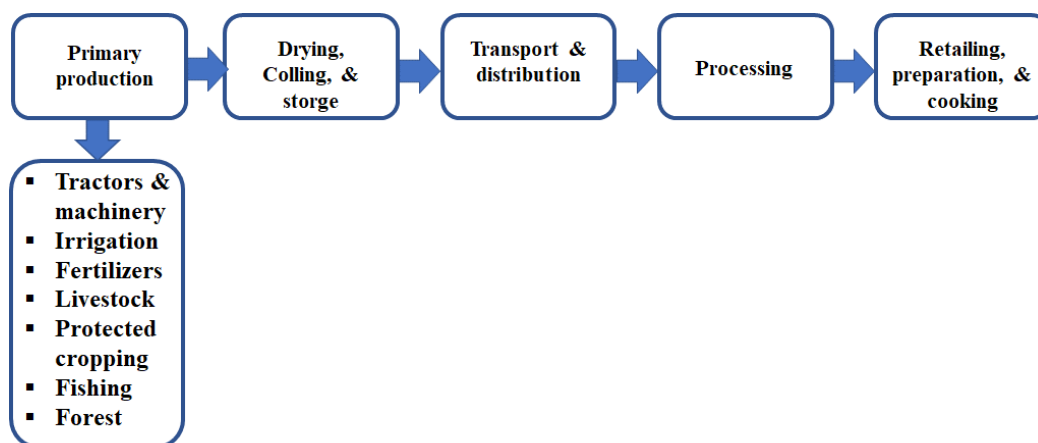 Primary
production
Drying,
Colling, &
storge
Transport &
distribution
Processing
Retailing,
preparation, &
cooking
▪ Tractors &
machinery
▪ Irrigation
▪ Fertilizers
▪ Livestock
▪ Protected
cropping
▪ Fishing
▪ Forest